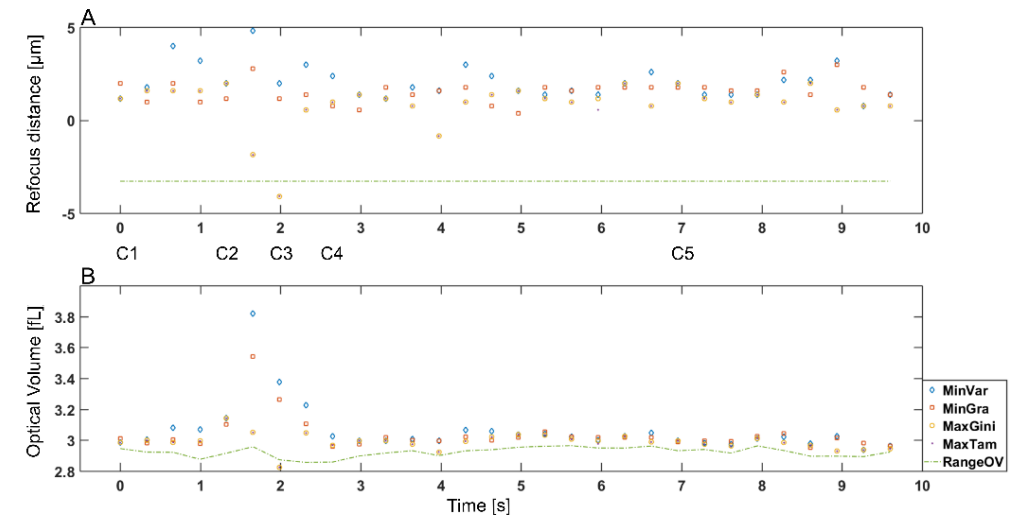 A
Refocus distance [µm]
5
0
-5
0 1 2 3 4 5 6 7 8 9 10
C1 C2 C3 C4 C5
B
Optical Volume [fL]
3.8
3.6
3.4
3.2
3
2.8
0 1 2 3 4 5 6 7 8 9 10
Time [s]
MinVar
MinGra
MaxGini
MaxTam
RangeOV